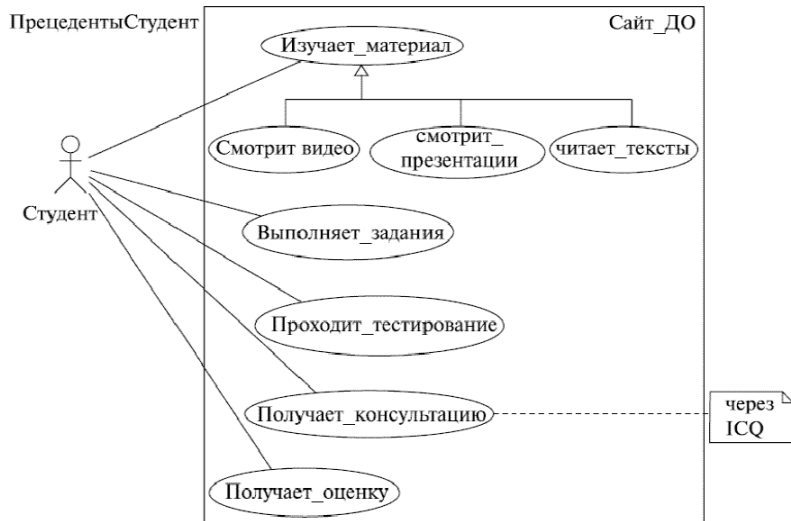 ПрецедентыСтудент
Сайт_ДО
Изучает_материал
Смотрит видео
смотрит_
презентации
читает_тексты
Студент
Выполняет_задания
Проходит_тестирование
Получает_консультацию
через
ICQ
Получает_оценку